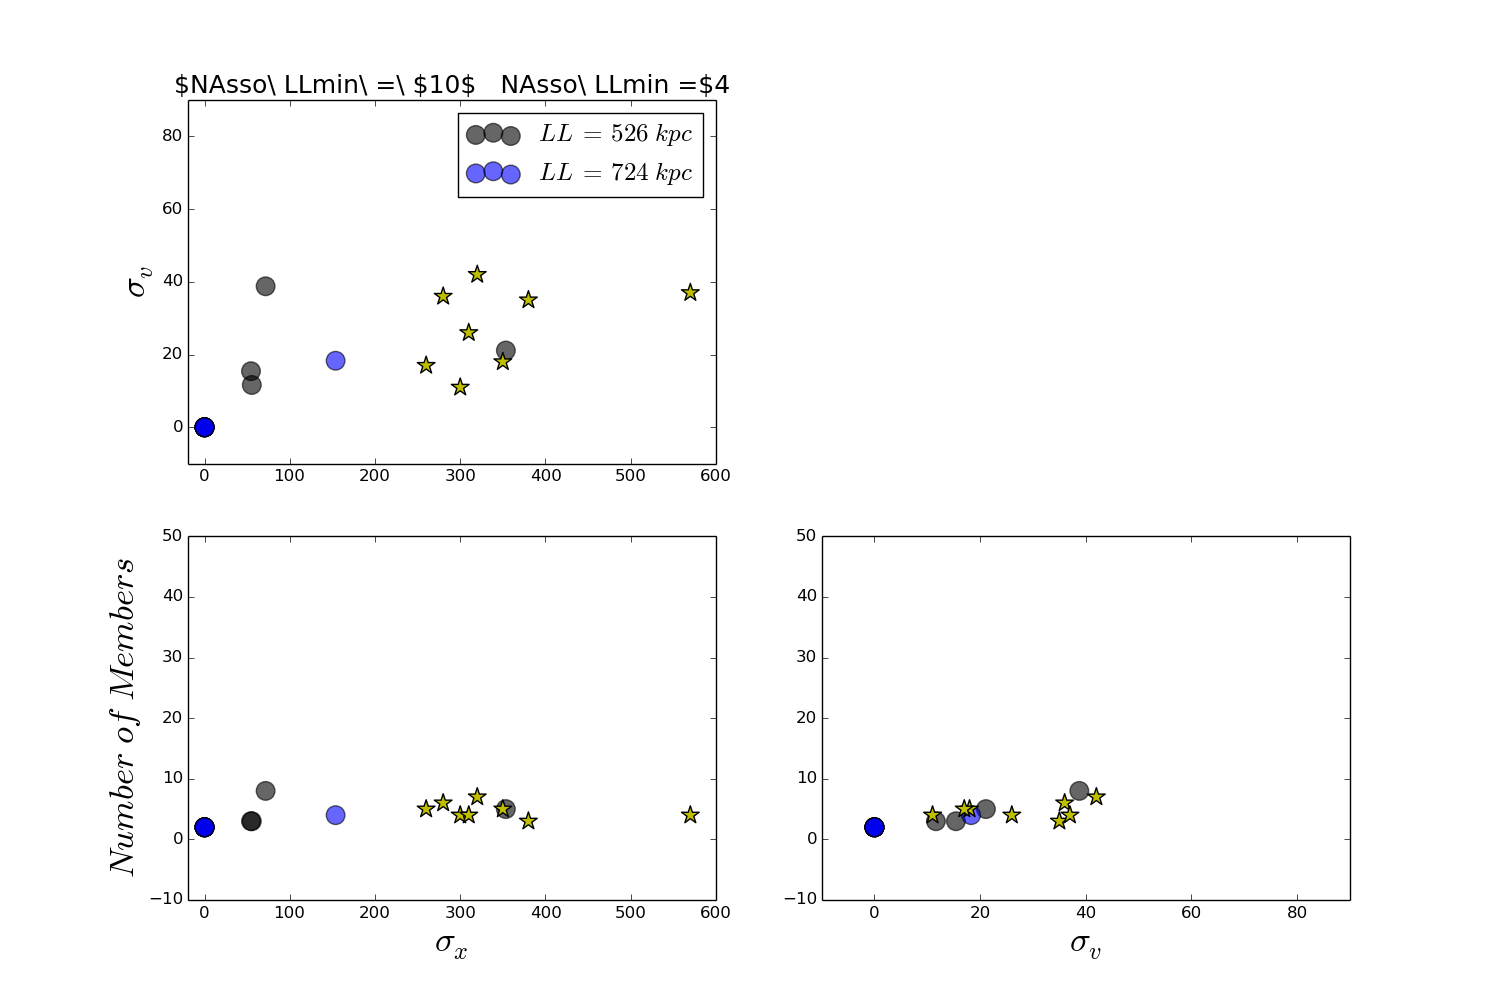 $NAsso\ LLmin\ =\ $10$   NAsso\ LLmin =$4
LL = 526 kpc
LL = 724 kpc
σ_v
80
60
40
20
0
0 100 200 300 400 500 600
Number of Members
50
40
30
20
10
0
−10
0 100 200 300 400 500 600
σ_x
50
40
30
20
10
0
−10
0 20 40 60 80
σ_v